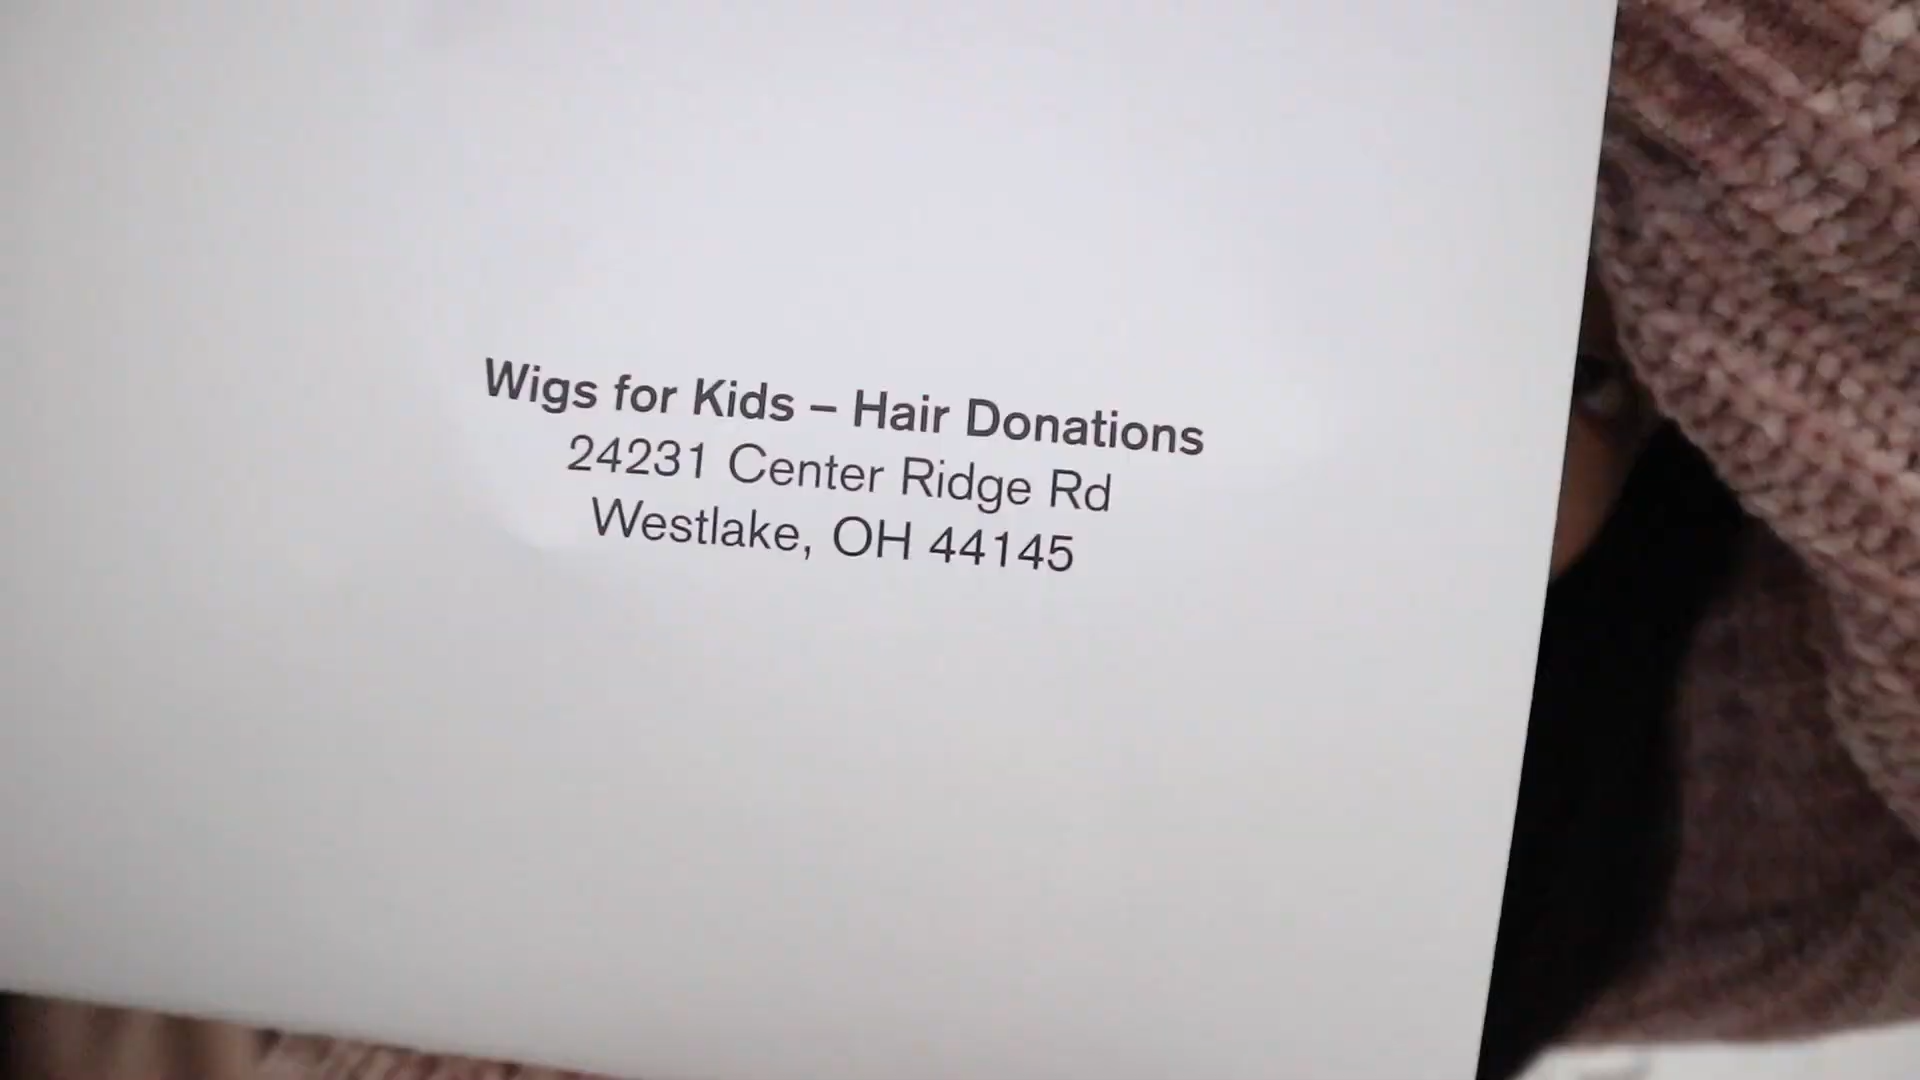 Wigs for Kids – Hair Donations
24231 Center Ridge Rd
Westlake, OH 44145